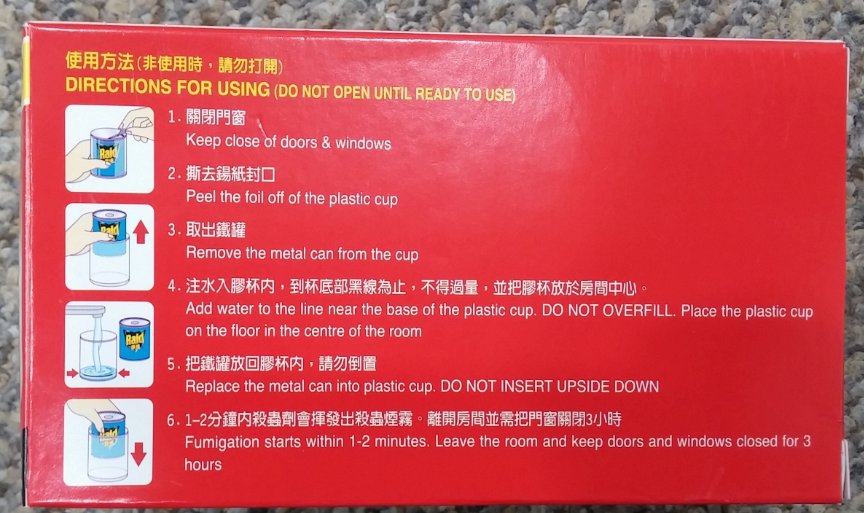 使用方法(非使用時，請勿打開)
DIRECTIONS FOR USING (DO NOT OPEN UNTIL READY TO USE)
1. 關閉門窗
Keep close of doors & windows
2. 撕去錫紙封口
Peel the foil off of the plastic cup
3. 取出鐵罐
Remove the metal can from the cup
4. 注水入膠杯內，到杯底部黑線為止，不得過量，並把膠杯放於房間中心。
Add water to the line near the base of the plastic cup. DO NOT OVERFILL. Place the plastic cup
on the floor in the centre of the room
5. 把鐵罐放回膠杯內，請勿倒置
Replace the metal can into plastic cup. DO NOT INSERT UPSIDE DOWN
6. 1-2分鐘內殺蟲劑會揮發出殺蟲煙霧。離開房間並需把門窗關閉3小時
Fumigation starts within 1-2 minutes. Leave the room and keep doors and windows closed for 3
hours
Raid
Raid
Raid
Raid